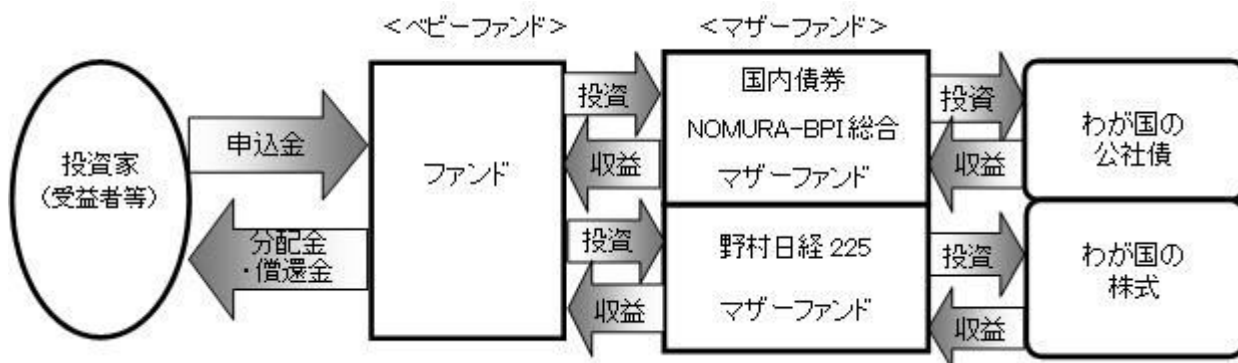 <ベビーファンド>
<マザーファンド>
投資家
(受益者等)
申込金
分配金
・償還金
ファンド
投資
収益
投資
収益
国内債券
NOMURA-BPI総合
マザーファンド
野村日経225
マザーファンド
投資
収益
投資
収益
わが国の
公社債
わが国の
株式